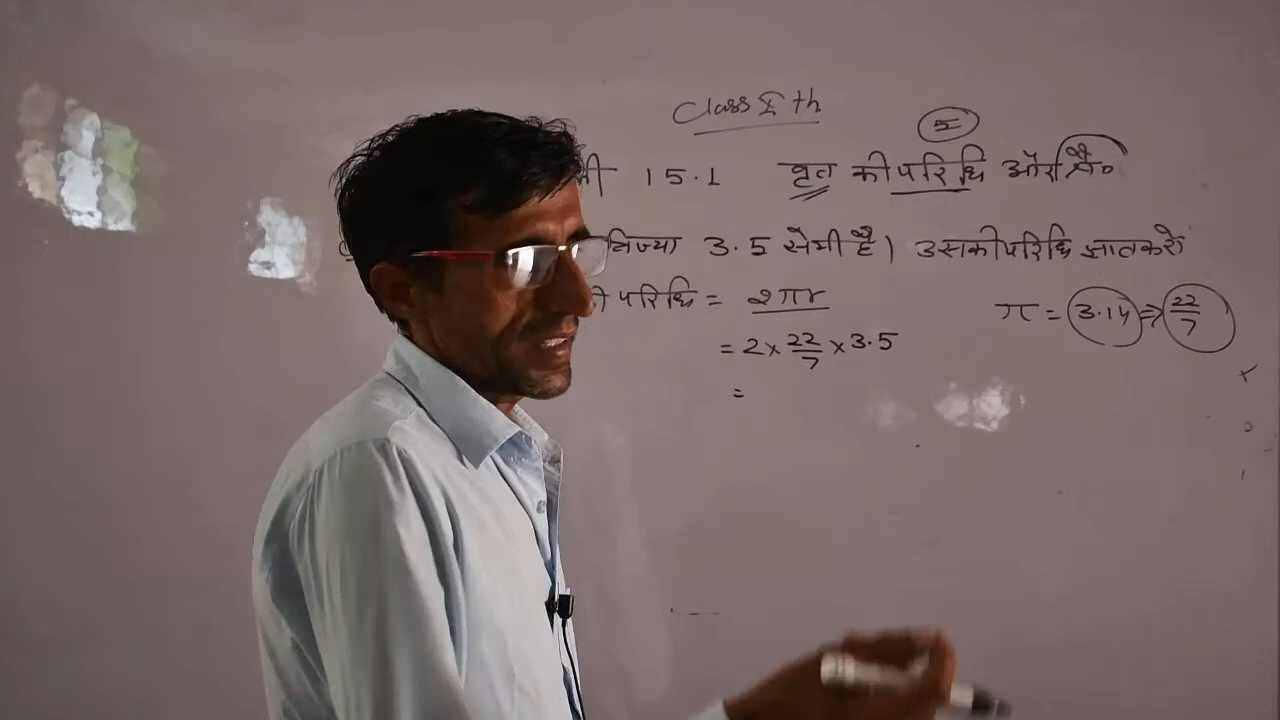 Class X th
5
मी 15.1 वृत की परिधि और क्षे०
त्रिज्या 3.5 सेमी है। उसकी परिधि ज्ञात करो
परिधि = 2πr π = 3.14 ⇒ 22/7
= 2 × 22/7 × 3.5
=